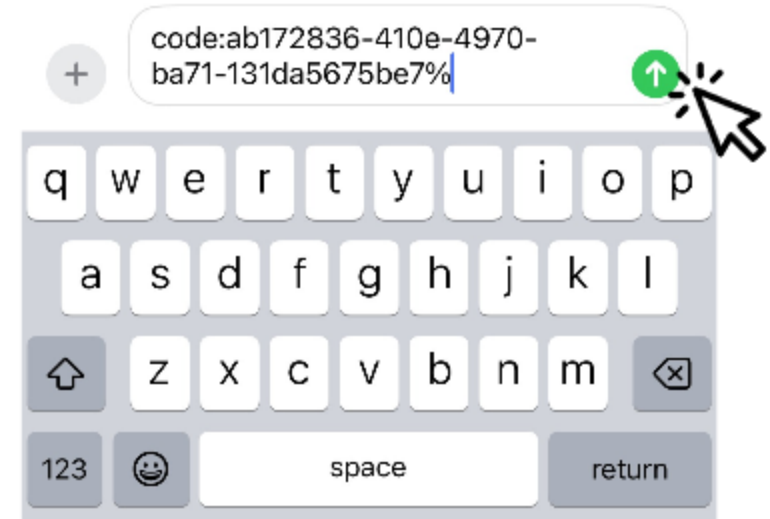 code:ab172836-410e-4970-
ba71-131da5675be7%
q w e r t y u i o p
a s d f g h j k l
z x c v b n m
123 space return